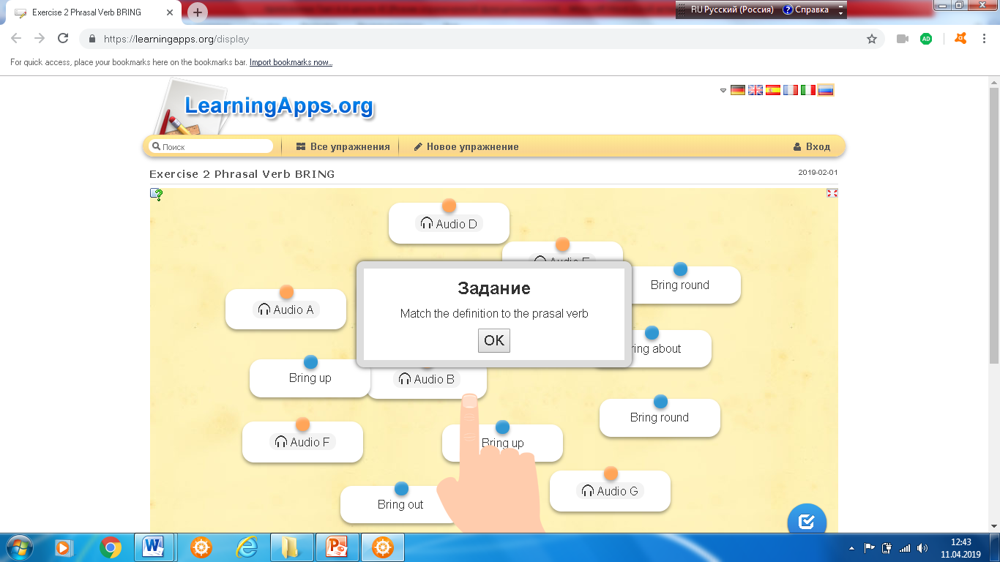 Exercise 2 Phrasal Verb BRING
RU Русский (Россия) Справка
https://learningapps.org/display
For quick access, place your bookmarks here on the bookmarks bar. Import bookmarks now...
LearningApps.org
Поиск Все упражнения Новое упражнение Вход
Exercise 2 Phrasal Verb BRING 2019-02-01
Audio D
Bring round
Задание
Audio A
Match the definition to the prasal verb
OK
about
Bring up
Audio B
Bring round
Audio F
Bring up
Audio G
Bring out
12:43
11.04.2019